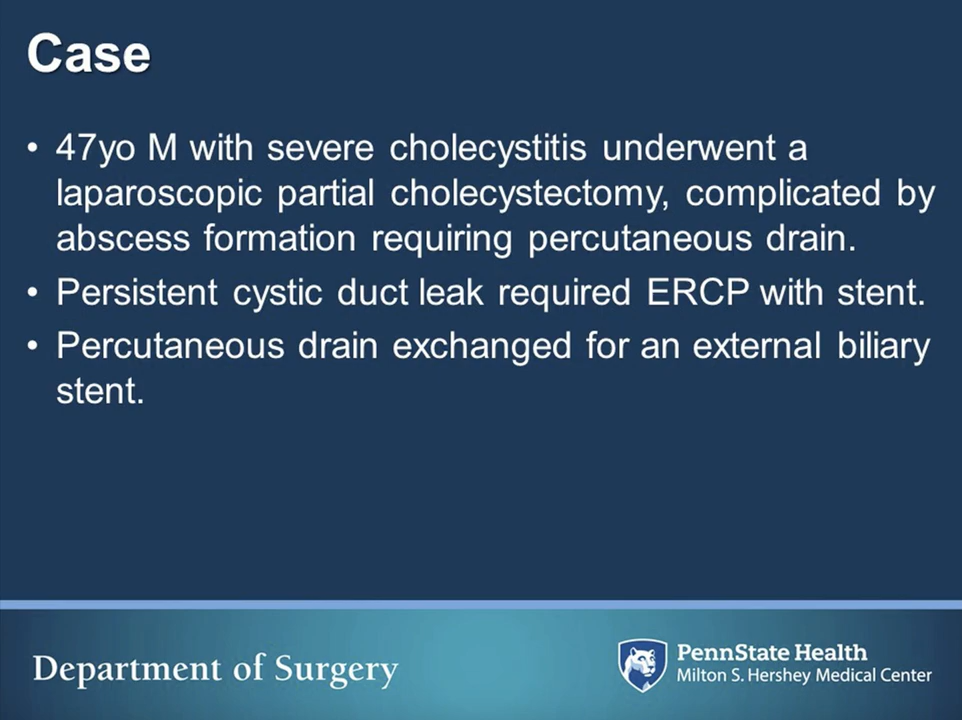 Case
• 47yo M with severe cholecystitis underwent a
laparoscopic partial cholecystectomy, complicated by
abscess formation requiring percutaneous drain.
• Persistent cystic duct leak required ERCP with stent.
• Percutaneous drain exchanged for an external biliary
stent.
Department of Surgery
PennState Health
Milton S. Hershey Medical Center